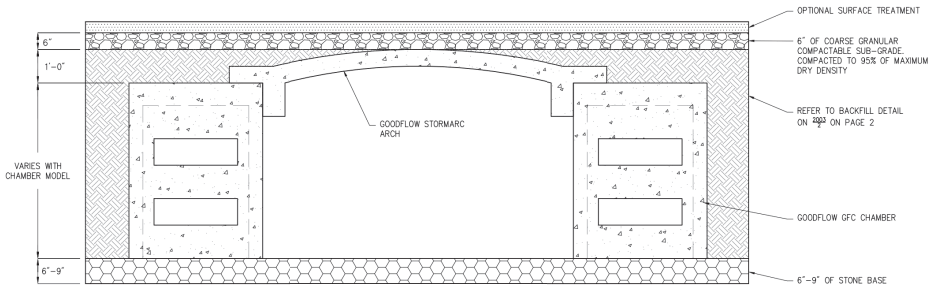 OPTIONAL SURFACE TREATMENT
6"
6" OF COARSE GRANULAR
COMPACTABLE SUB-GRADE.
COMPACTED TO 95% OF MAXIMUM
DRY DENSITY
1'-0"
REFER TO BACKFILL DETAIL
ON 2003/2 ON PAGE 2
GOODFLOW STORMARC
ARCH
VARIES WITH
CHAMBER MODEL
GOODFLOW GFC CHAMBER
6"-9"
6"-9" OF STONE BASE